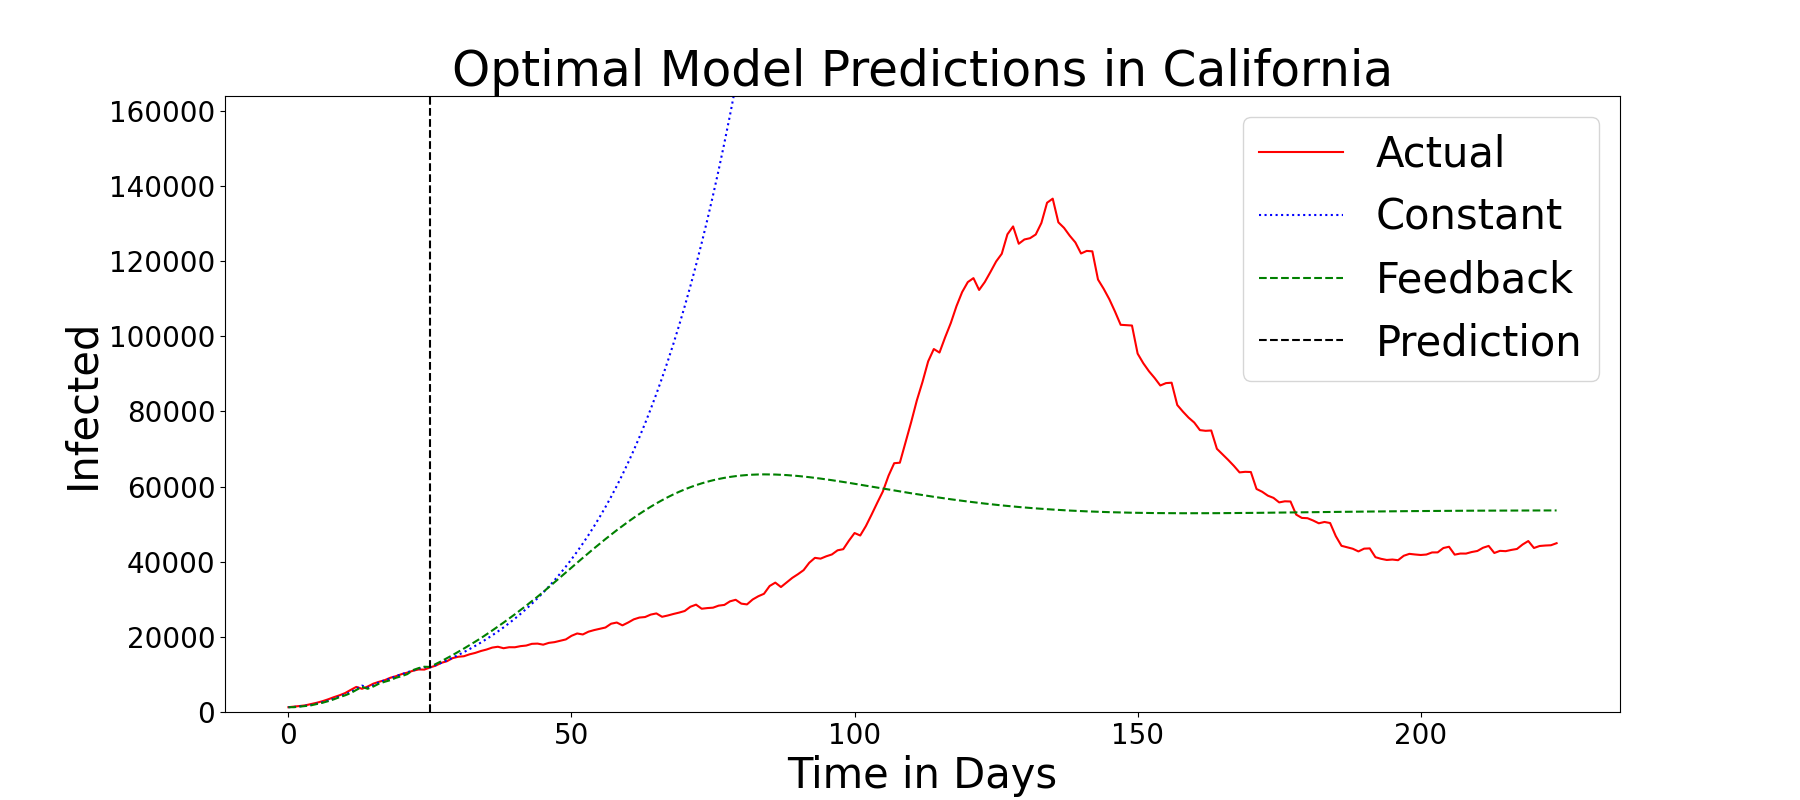 Optimal Model Predictions in California
160000
140000
120000
100000
80000
60000
40000
20000
0
Infected
Actual
Constant
Feedback
Prediction
0 50 100 150 200
Time in Days